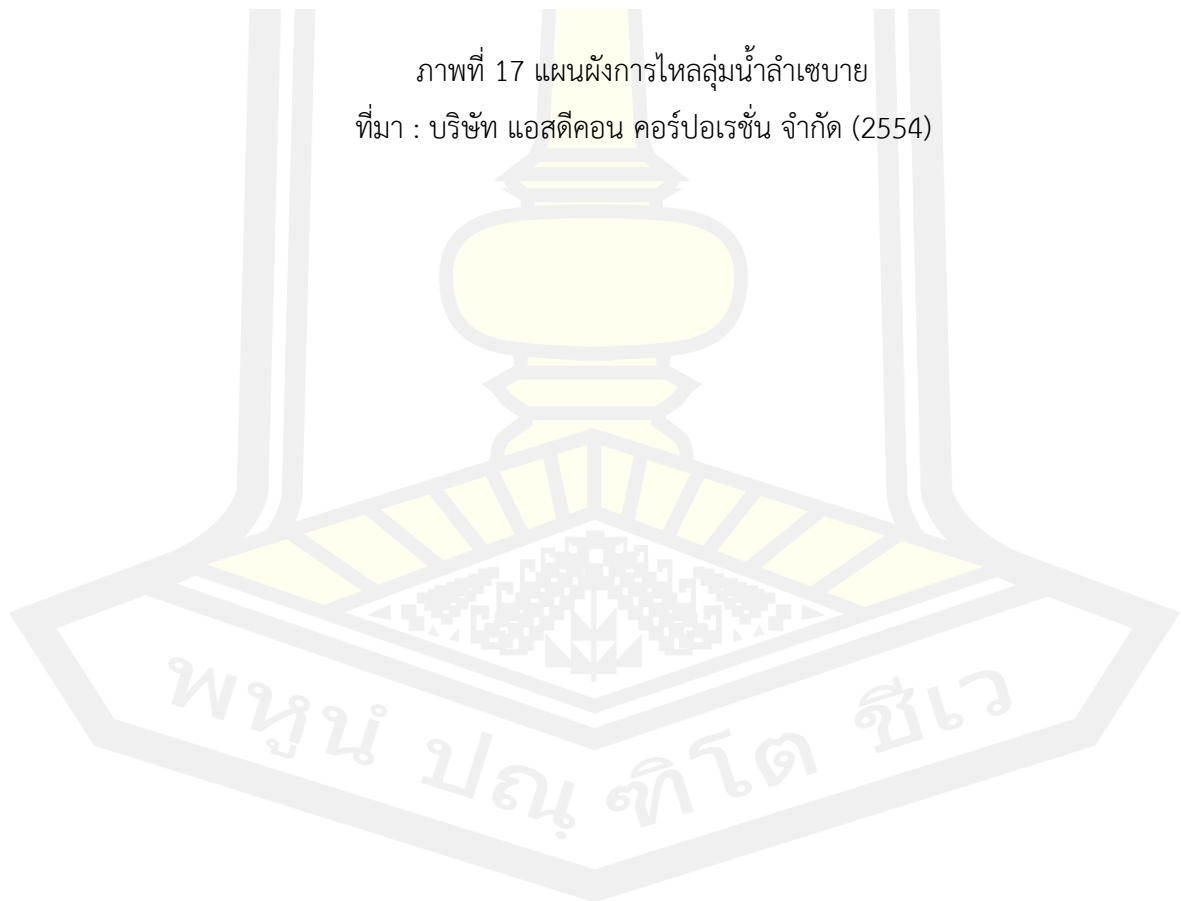 ภาพที่ 17 แผนผังการไหลลุ่มน้ำลำเซบาย
ที่มา : บริษัท แอสดีคอน คอร์ปอเรชั่น จำกัด (2554)
พหูนํ ปณฺฑิโต ชีเว